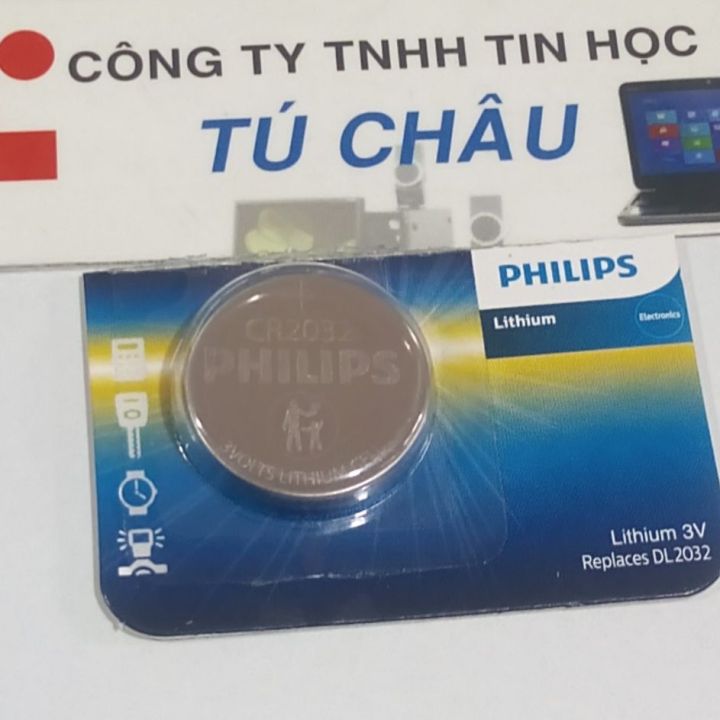 CÔNG TY TNHH TIN HỌC
TÚ CHÂU
PHILIPS
Lithium
Electronics
CR2032
PHILIPS
3VOLTS LITHIUM
Lithium 3V
Replaces DL2032